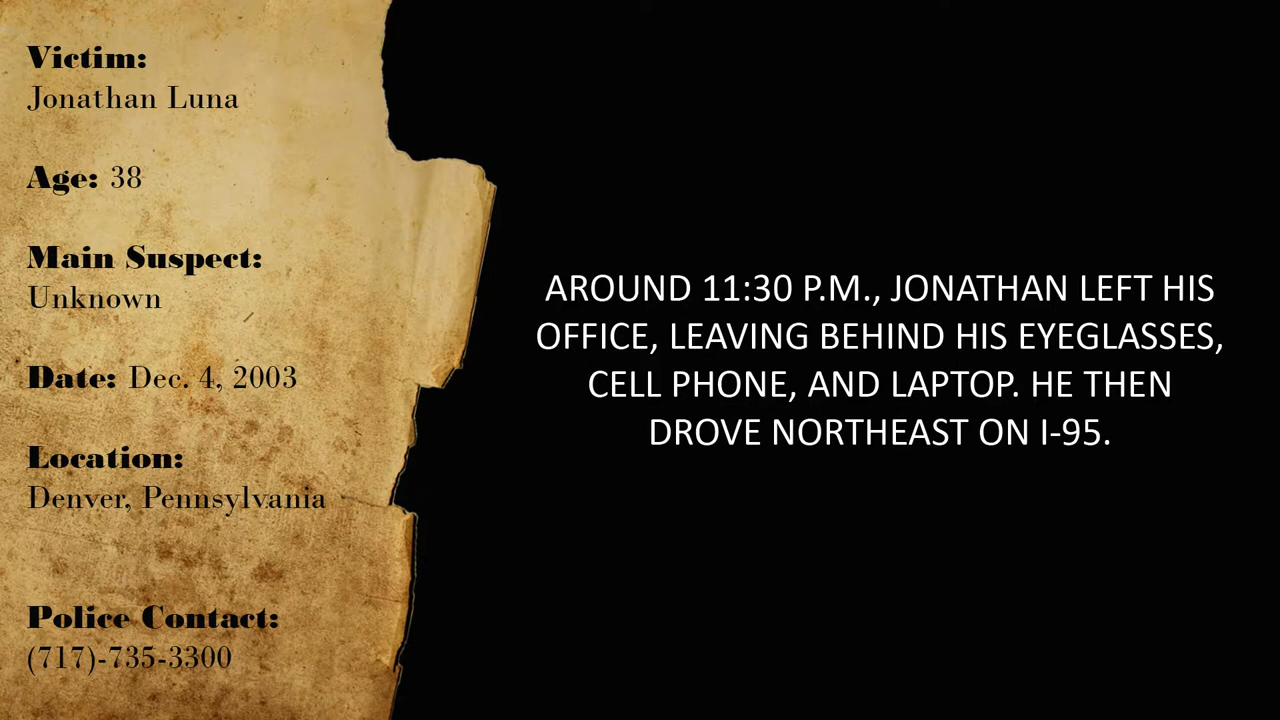 Victim:
Jonathan Luna
Age: 38
Main Suspect:
Unknown
Date: Dec. 4, 2003
Location:
Denver, Pennsylvania
Police Contact:
(717)-735-3300
AROUND 11:30 P.M., JONATHAN LEFT HIS
OFFICE, LEAVING BEHIND HIS EYEGLASSES,
CELL PHONE, AND LAPTOP. HE THEN
DROVE NORTHEAST ON I-95.